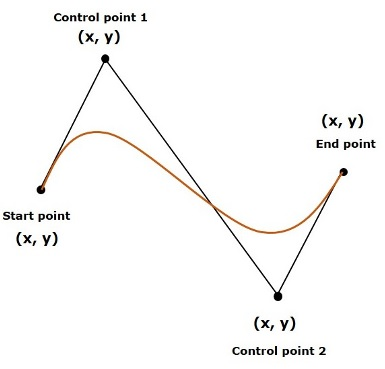 Control point 1
(x, y)
(x, y)
End point
Start point
(x, y)
(x, y)
Control point 2